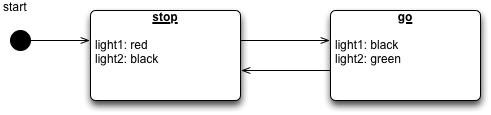 start
stop
light1: red
light2: black
go
light1: black
light2: green